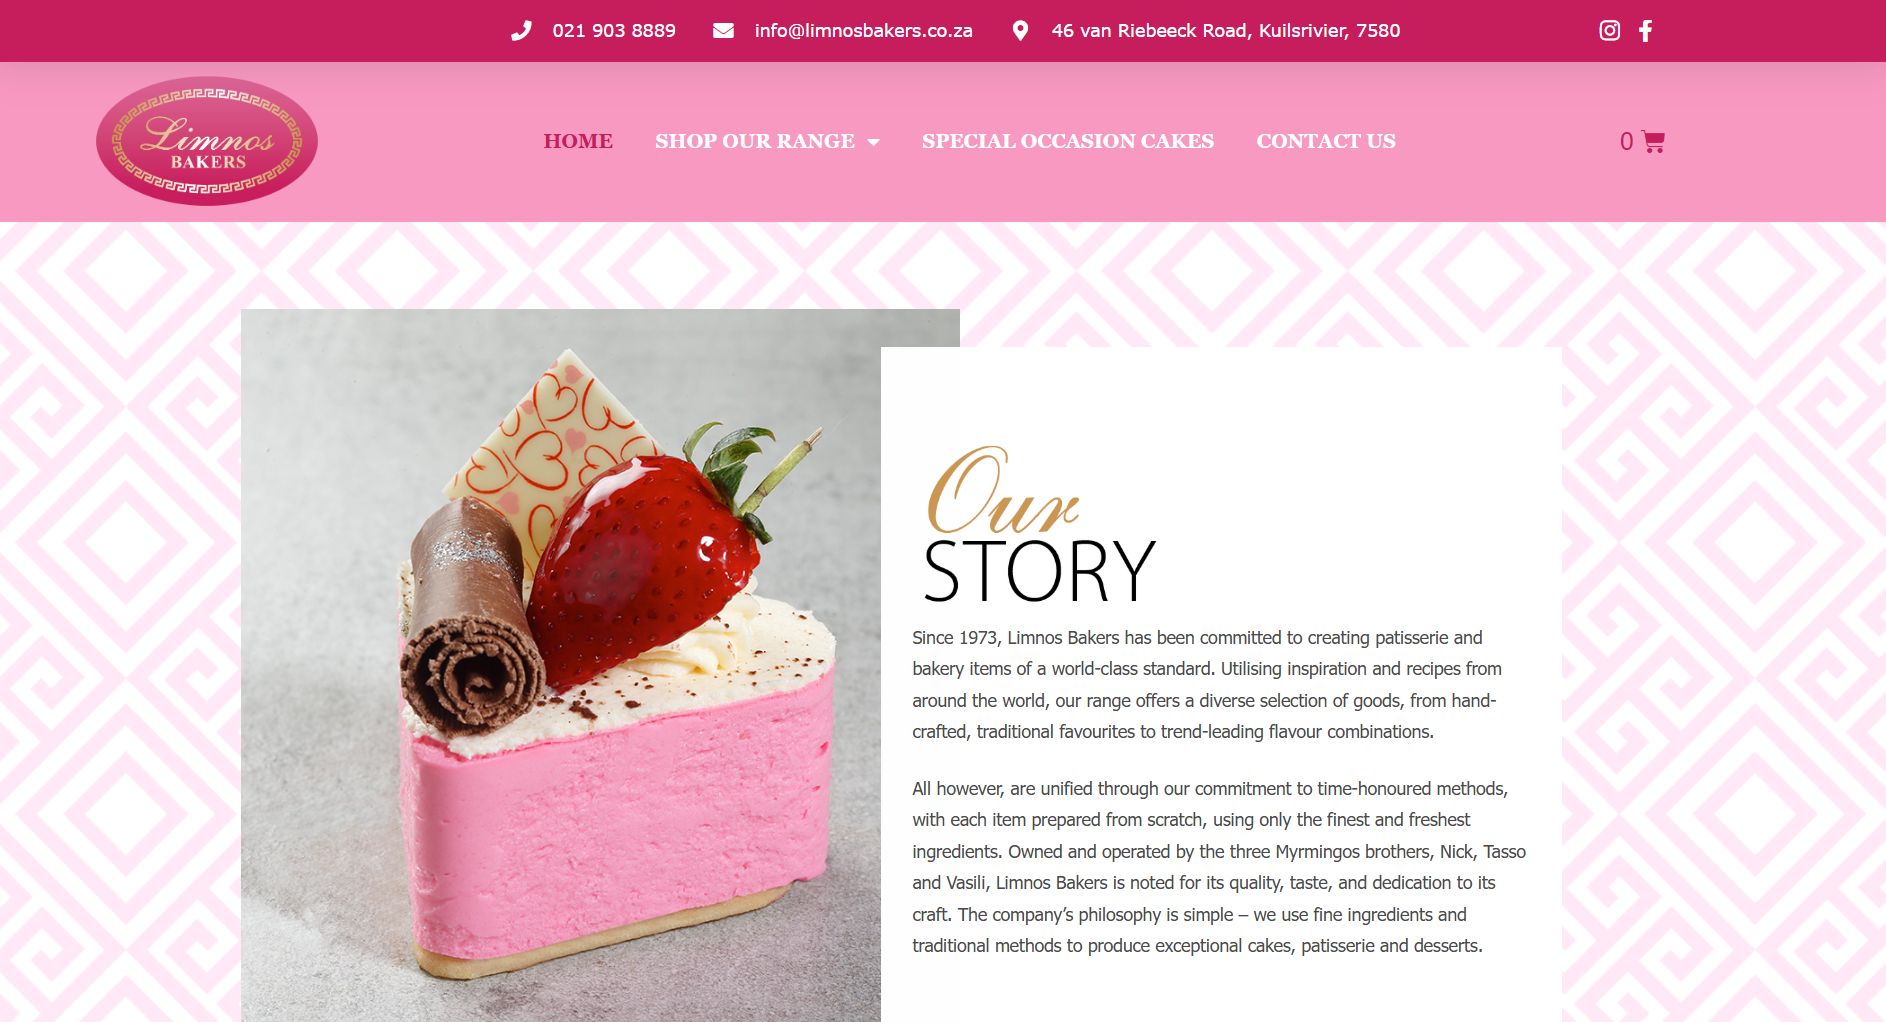 021 903 8889 info@limnosbakers.co.za 46 van Riebeeck Road, Kuilsrivier, 7580
Limnos
BAKERS
HOME SHOP OUR RANGE SPECIAL OCCASION CAKES CONTACT US 0
Our
STORY
Since 1973, Limnos Bakers has been committed to creating patisserie and
bakery items of a world-class standard. Utilising inspiration and recipes from
around the world, our range offers a diverse selection of goods, from hand-
crafted, traditional favourites to trend-leading flavour combinations.
All however, are unified through our commitment to time-honoured methods,
with each item prepared from scratch, using only the finest and freshest
ingredients. Owned and operated by the three Myrmingos brothers, Nick, Tasso
and Vasili, Limnos Bakers is noted for its quality, taste, and dedication to its
craft. The company’s philosophy is simple – we use fine ingredients and
traditional methods to produce exceptional cakes, patisserie and desserts.